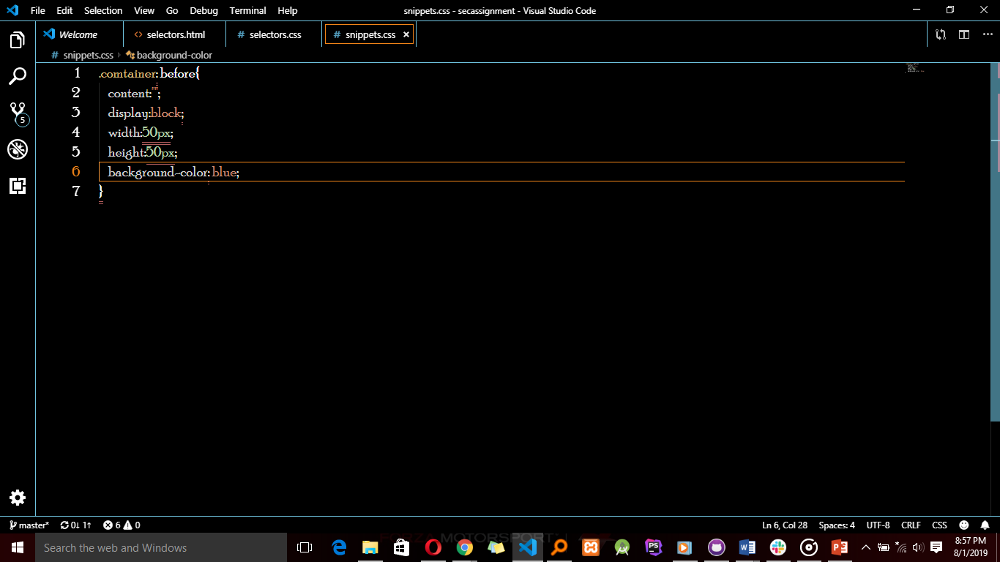 File Edit Selection View Go Debug Terminal Help snippets.css - secassignment - Visual Studio Code
Welcome <> selectors.html # selectors.css # snippets.css ×
# snippets.css › background-color
1 .comtainer: before{
2 content:"";
3 display:block;
4 width:50px;
5 height:50px;
6 background-color: blue;
7 }
5
master* 0↓ 1↑ 6 0 Ln 6, Col 28 Spaces: 4 UTF-8 CRLF CSS
MOTORSPORT
Search the web and Windows 8:57 PM
8/1/2019